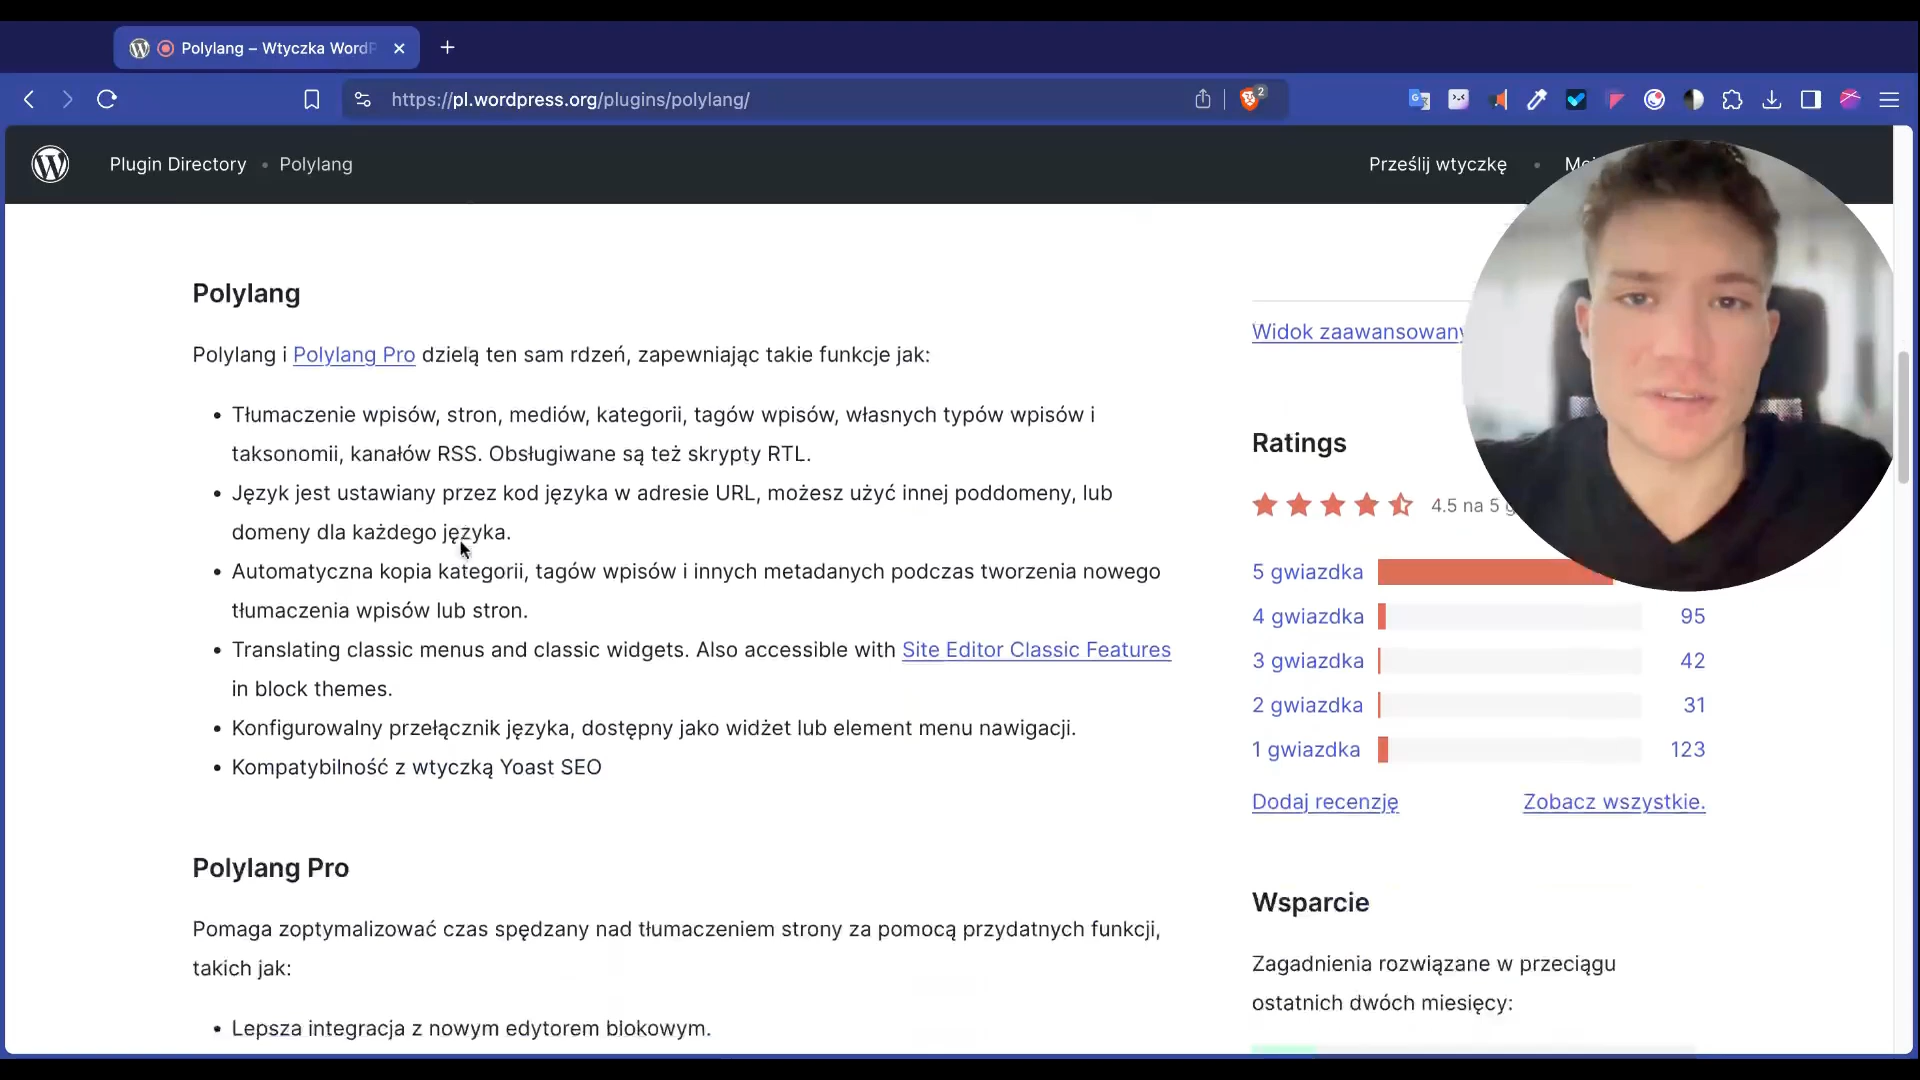 Polylang – Wtyczka WordP
https://pl.wordpress.org/plugins/polylang/
2
Plugin Directory • Polylang
Prześlij wtyczkę •
Polylang
Polylang i Polylang Pro dzielą ten sam rdzeń, zapewniając takie funkcje jak:
• Tłumaczenie wpisów, stron, mediów, kategorii, tagów wpisów, własnych typów wpisów i
taksonomii, kanałów RSS. Obsługiwane są też skrypty RTL.
• Język jest ustawiany przez kod języka w adresie URL, możesz użyć innej poddomeny, lub
domeny dla każdego języka.
• Automatyczna kopia kategorii, tagów wpisów i innych metadanych podczas tworzenia nowego
tłumaczenia wpisów lub stron.
• Translating classic menus and classic widgets. Also accessible with Site Editor Classic Features
in block themes.
• Konfigurowalny przełącznik języka, dostępny jako widżet lub element menu nawigacji.
• Kompatybilność z wtyczką Yoast SEO
Polylang Pro
Pomaga zoptymalizować czas spędzany nad tłumaczeniem strony za pomocą przydatnych funkcji,
takich jak:
• Lepsza integracja z nowym edytorem blokowym.
Widok zaawansowany
Ratings
4.5 na 5 g
5 gwiazdka
4 gwiazdka 95
3 gwiazdka 42
2 gwiazdka 31
1 gwiazdka 123
Dodaj recenzję Zobacz wszystkie.
Wsparcie
Zagadnienia rozwiązane w przeciągu
ostatnich dwóch miesięcy: